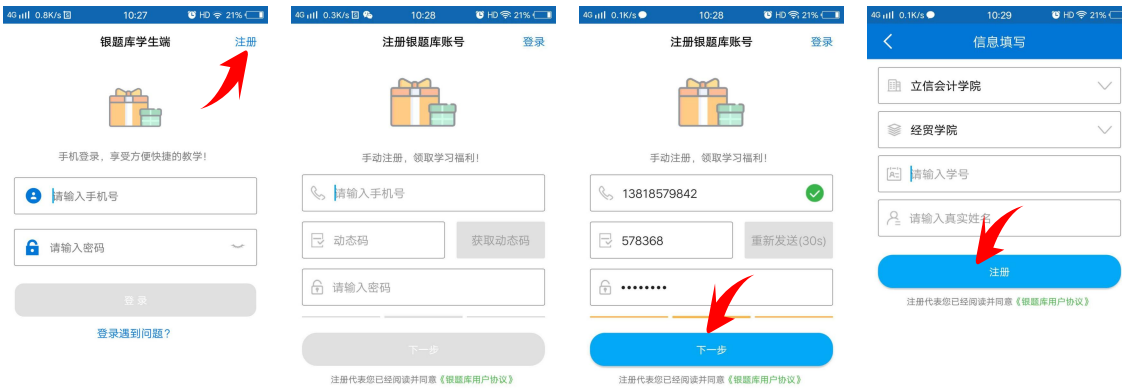 4G 0.8K/s 10:27 HD 21%
银题库学生端 注册
手机登录，享受方便快捷的教学！
请输入手机号
请输入密码
登录
登录遇到问题？
4G 0.3K/s 10:28 HD 21%
注册银题库账号 登录
手动注册，领取学习福利！
请输入手机号
动态码 获取动态码
请输入密码
下一步
注册代表您已经阅读并同意《银题库用户协议》
4G 0.1K/s 10:28 HD 21%
注册银题库账号 登录
手动注册，领取学习福利！
13818579842
578368 重新发送(30s)
下一步
注册代表您已经阅读并同意《银题库用户协议》
4G 0.1K/s 10:29 HD 21%
信息填写
立信会计学院
经贸学院
请输入学号
请输入真实姓名
注册
注册代表您已经阅读并同意《银题库用户协议》